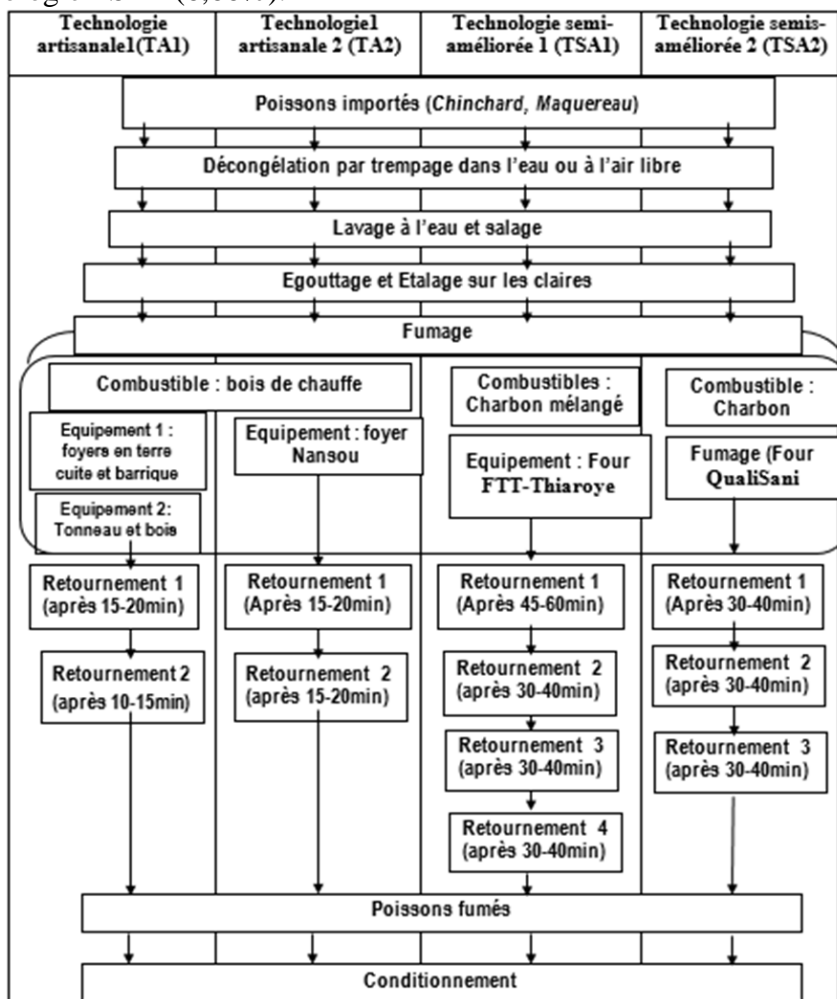 Technologie artisanale1(TA1)
Technologie1 artisanale 2 (TA2)
Technologie semi-améliorée 1 (TSA1)
Technologie semis-améliorée 2 (TSA2)
Poissons importés (Chinchard, Maquereau)
Décongélation par trempage dans l'eau ou à l'air libre
Lavage à l'eau et salage
Egouttage et Etalage sur les claires
Fumage
Combustible : bois de chauffe
Combustibles :
Charbon mélangé
Combustible :
Charbon
Equipement 1 :
foyers en terre
cuite et barrique
Equipement 2:
Tonneau et bois
Equipement : foyer
Nansou
Equipement : Four
FTT-Thiaroye
Fumage (Four
QualiSani
Retournement 1
(après 15-20min)
Retournement 1
(Après 15-20min)
Retournement 1
(Après 45-60min)
Retournement 1
(Après 30-40min)
Retournement 2
(après 10-15min)
Retournement 2
(après 15-20min)
Retournement 2
(après 30-40min)
Retournement 2
(après 30-40min)
Retournement 3
(après 30-40min)
Retournement 3
(après 30-40min)
Retournement 4
(après 30-40min)
Poissons fumés
Conditionnement